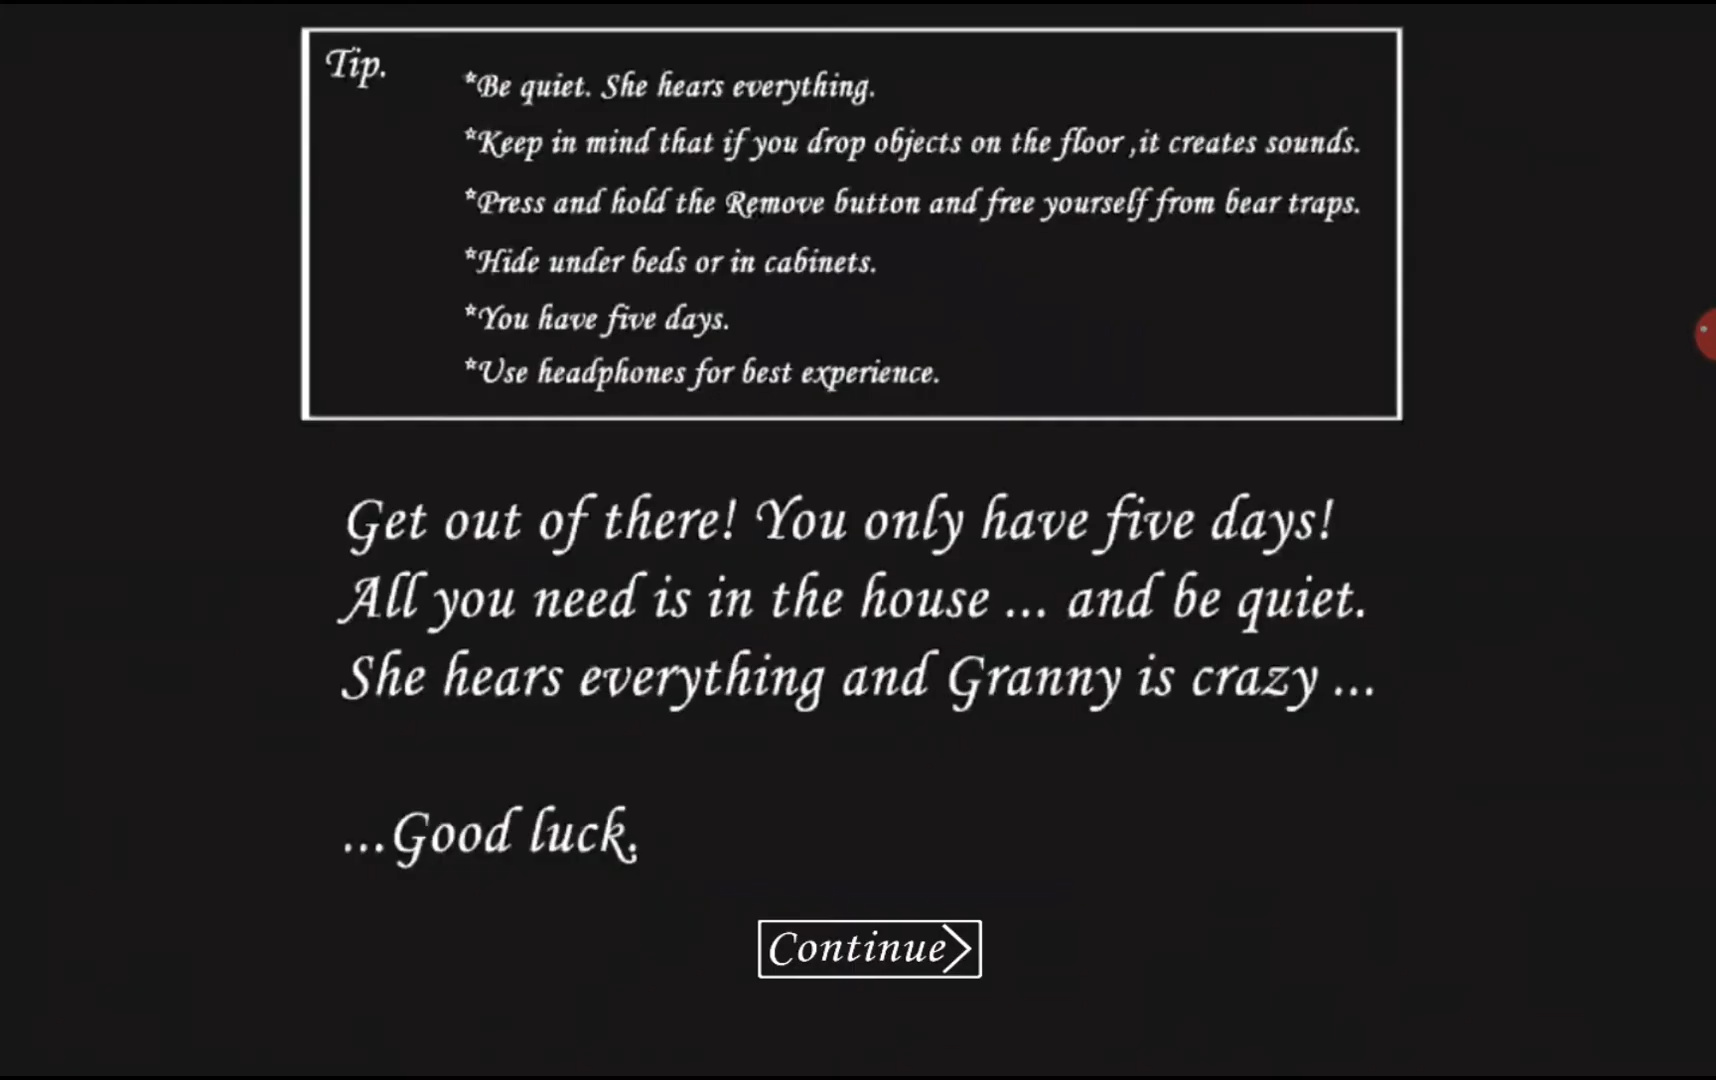 Tip.
*Be quiet. She hears everything.
*Keep in mind that if you drop objects on the floor ,it creates sounds.
*Press and hold the Remove button and free yourself from bear traps.
*Hide under beds or in cabinets.
*You have five days.
*Use headphones for best experience.
Get out of there! You only have five days!
All you need is in the house ... and be quiet.
She hears everything and Granny is crazy ...
...Good luck.
Continue>